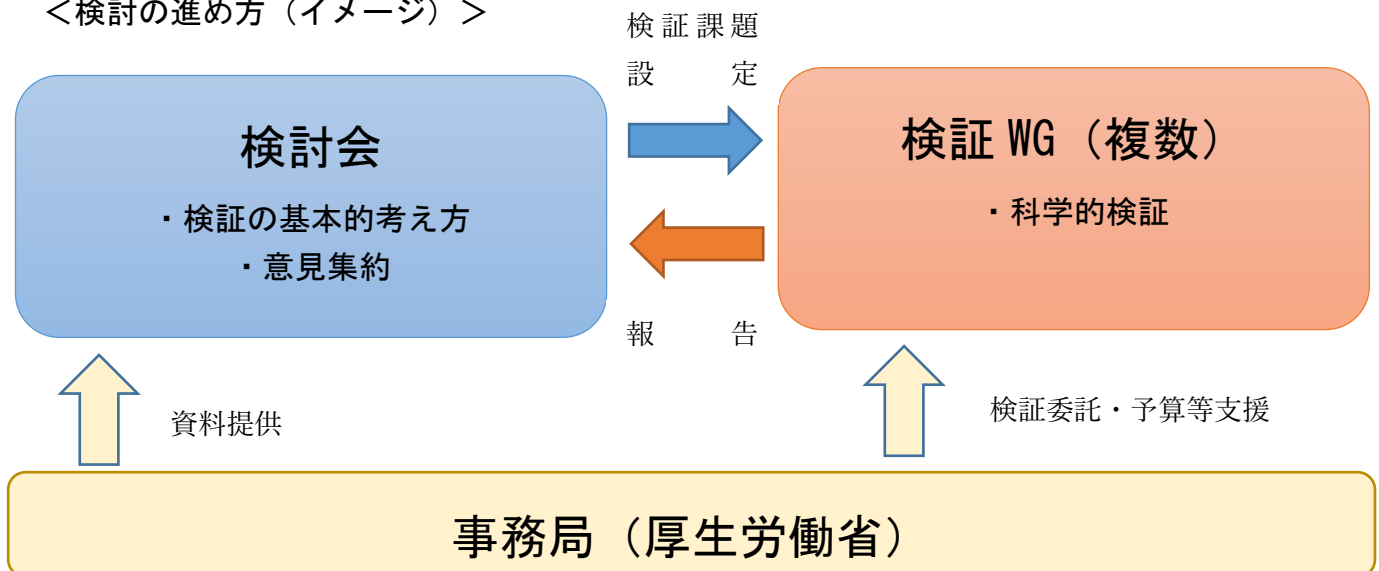 <検討の進め方（イメージ）>
検証課題
設定
検討会
・検証の基本的考え方
・意見集約
検証 WG（複数）
・科学的検証
報告
資料提供
検証委託・予算等支援
事務局（厚生労働省）